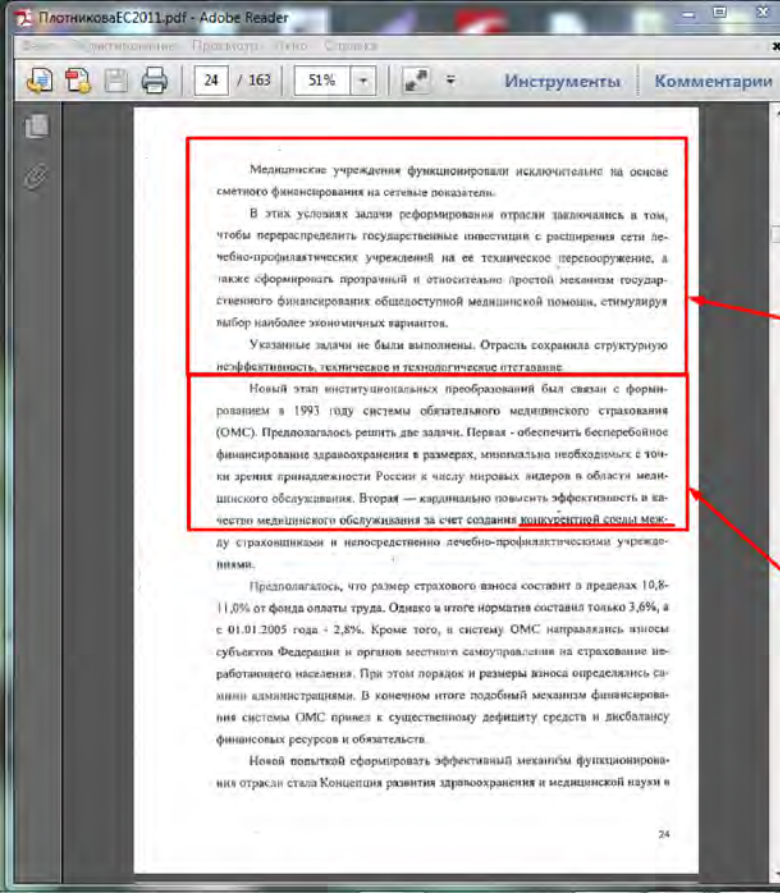 ПлотниковаЕС2011.pdf - Adobe Reader
Файл Редактирование Просмотр Окно Справка
24 / 163 51% Инструменты Комментарии
Медицинские учреждения функционировали исключительно на основе
сметного финансирования на сетевые показатели.
В этих условиях задачи реформирования отрасли заключались в том,
чтобы перераспределить государственные инвестиции с расширения сети ле-
чебно-профилактических учреждений на ее техническое перевооружение, а
также сформировать прозрачный и относительно простой механизм государ-
ственного финансирования общедоступной медицинской помощи, стимулируя
выбор наиболее экономичных вариантов.
Указанные задачи не были выполнены. Отрасль сохранила структурную
неэффективность, техническое и технологическое отставание.
Новый этап институциональных преобразований был связан с форми-
рованием в 1993 году системы обязательного медицинского страхования
(ОМС). Предполагалось решить две задачи. Первая - обеспечить бесперебойное
финансирование здравоохранения в размерах, минимально необходимых с точ-
ки зрения принадлежности России к числу мировых лидеров в области меди-
цинского обслуживания. Вторая — кардинально повысить эффективность и ка-
чество медицинского обслуживания за счет создания конкурентной среды меж-
ду страховщиками и непосредственно лечебно-профилактическими учрежде-
ниями.
Предполагалось, что размер страхового взноса составит в пределах 10,8-
11,0% от фонда оплаты труда. Однако в итоге норматив составил только 3,6%, а
с 01.01.2005 года - 2,8%. Кроме того, в систему ОМС направлялись взносы
субъектов Федерации и органов местного самоуправления на страхование не-
работающего населения. При этом порядок и размеры взноса определялись са-
мими администрациями. В конечном итоге подобный механизм финансирова-
ния системы ОМС привел к существенному дефициту средств и дисбалансу
финансовых ресурсов и обязательств.
Новой попыткой сформировать эффективный механизм функционирова-
ния отрасли стала Концепция развития здравоохранения и медицинской науки в
24